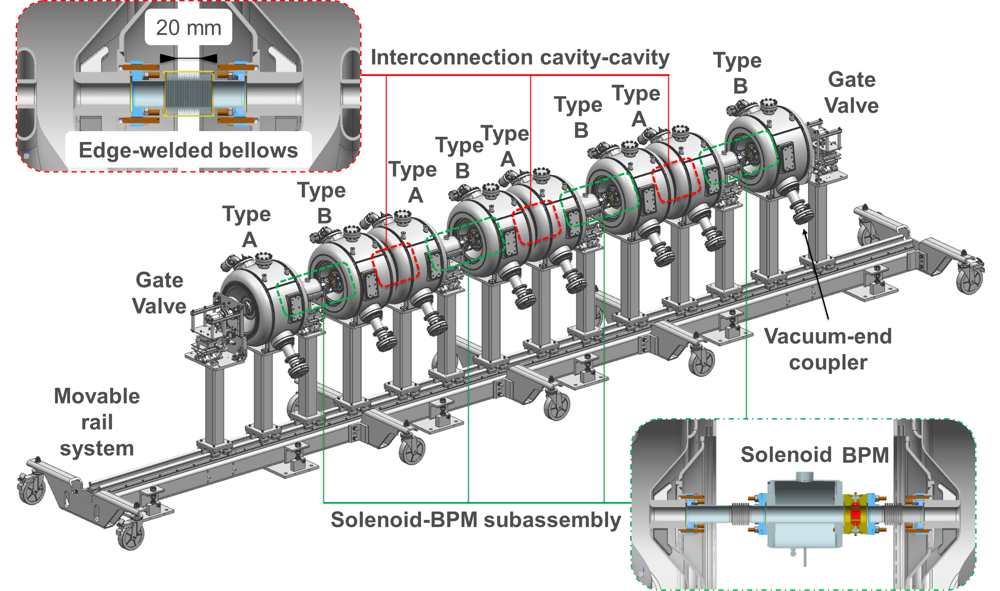 20 mm
Edge-welded bellows
Interconnection cavity-cavity
Type
B
Gate
Valve
Type
A
Type
B
Type
A
Type
B
Type
A
Type
B
Type
A
Gate
Valve
Vacuum-end
coupler
Movable
rail
system
Solenoid BPM
Solenoid-BPM subassembly